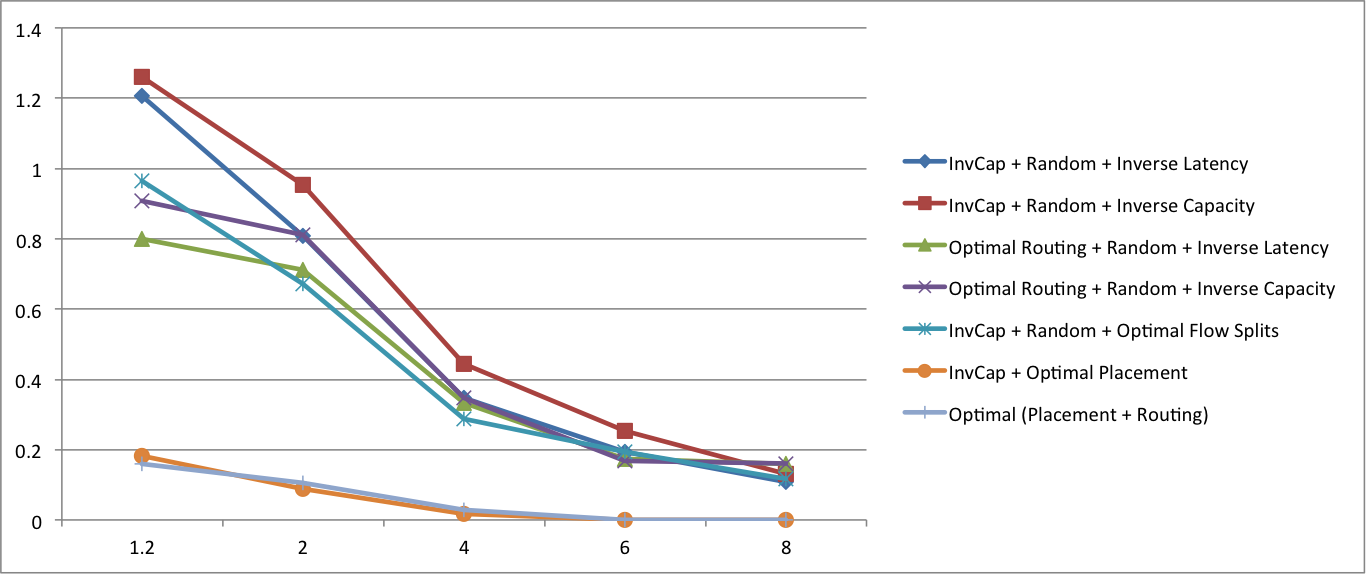 1.4
1.2
1
0.8
0.6
0.4
0.2
0
1.2 2 4 6 8
InvCap + Random + Inverse Latency
InvCap + Random + Inverse Capacity
Optimal Routing + Random + Inverse Latency
Optimal Routing + Random + Inverse Capacity
InvCap + Random + Optimal Flow Splits
InvCap + Optimal Placement
Optimal (Placement + Routing)